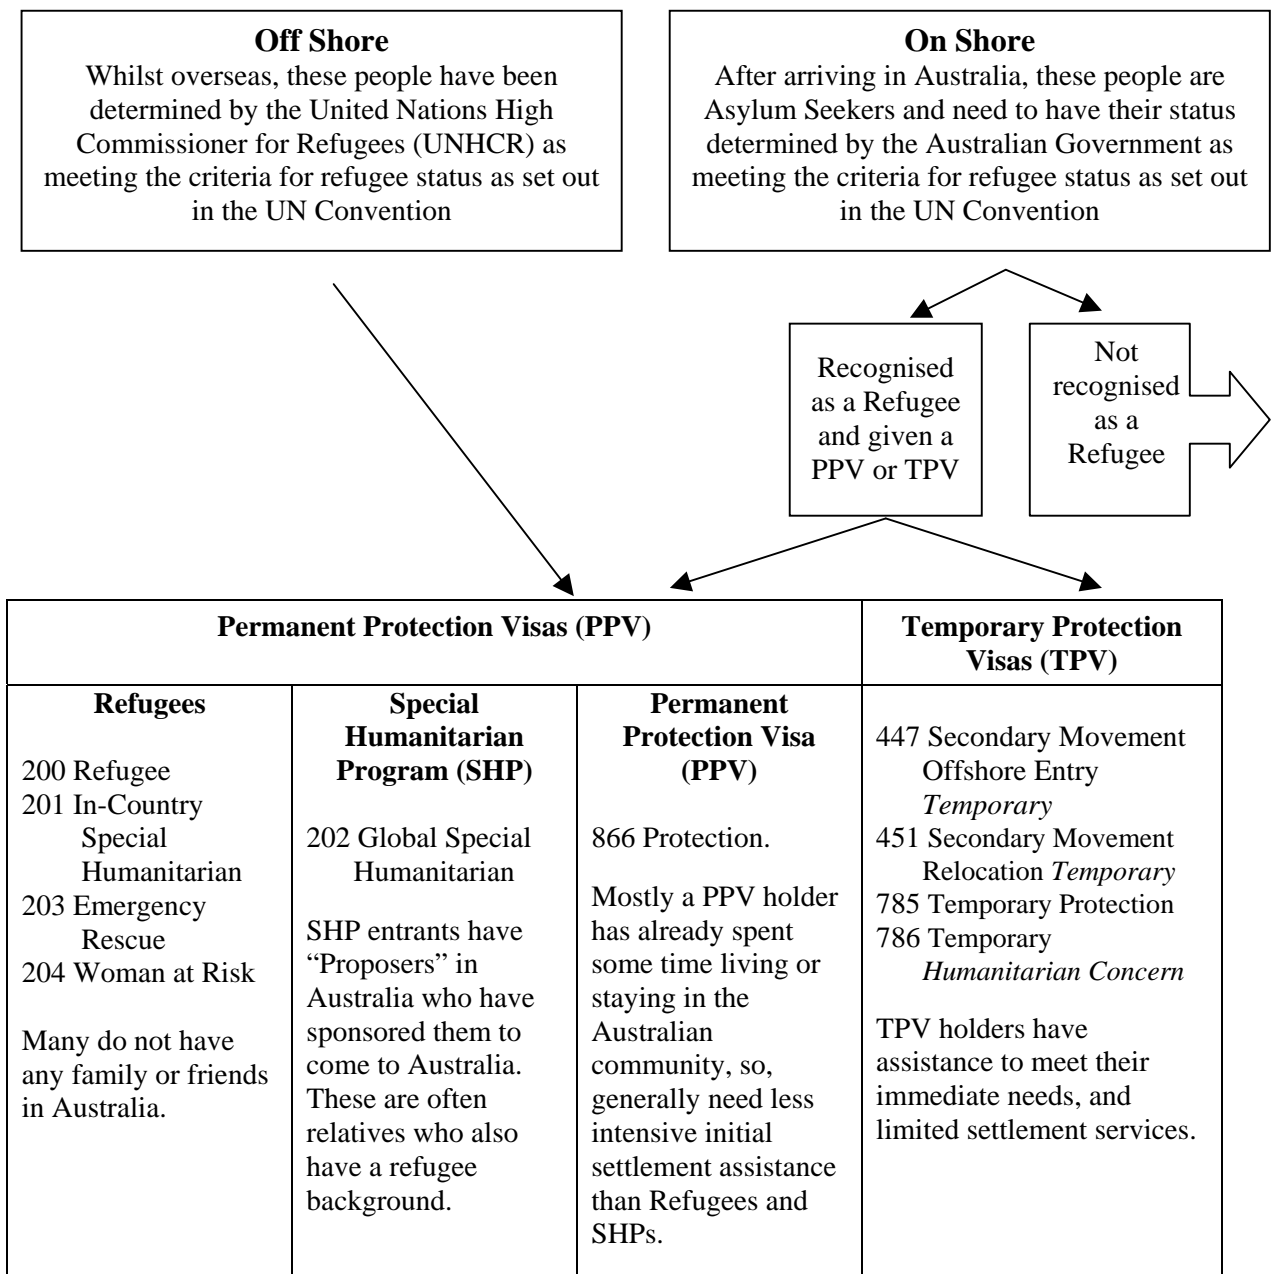 Off Shore
Whilst overseas, these people have been
determined by the United Nations High
Commissioner for Refugees (UNHCR) as
meeting the criteria for refugee status as set out
in the UN Convention
On Shore
After arriving in Australia, these people are
Asylum Seekers and need to have their status
determined by the Australian Government as
meeting the criteria for refugee status as set out
in the UN Convention
Recognised
as a Refugee
and given a
PPV or TPV
Not
recognised
as a
Refugee
Permanent Protection Visas (PPV)
Temporary Protection
Visas (TPV)
Refugees
200 Refugee
201 In-Country
Special
Humanitarian
203 Emergency
Rescue
204 Woman at Risk
Many do not have
any family or friends
in Australia.
Special
Humanitarian
Program (SHP)
202 Global Special
Humanitarian
SHP entrants have
“Proposers” in
Australia who have
sponsored them to
come to Australia.
These are often
relatives who also
have a refugee
background.
Permanent
Protection Visa
(PPV)
866 Protection.
Mostly a PPV holder
has already spent
some time living or
staying in the
Australian
community, so,
generally need less
intensive initial
settlement assistance
than Refugees and
SHPs.
447 Secondary Movement
Offshore Entry
Temporary
451 Secondary Movement
Relocation Temporary
785 Temporary Protection
786 Temporary
Humanitarian Concern
TPV holders have
assistance to meet their
immediate needs, and
limited settlement services.